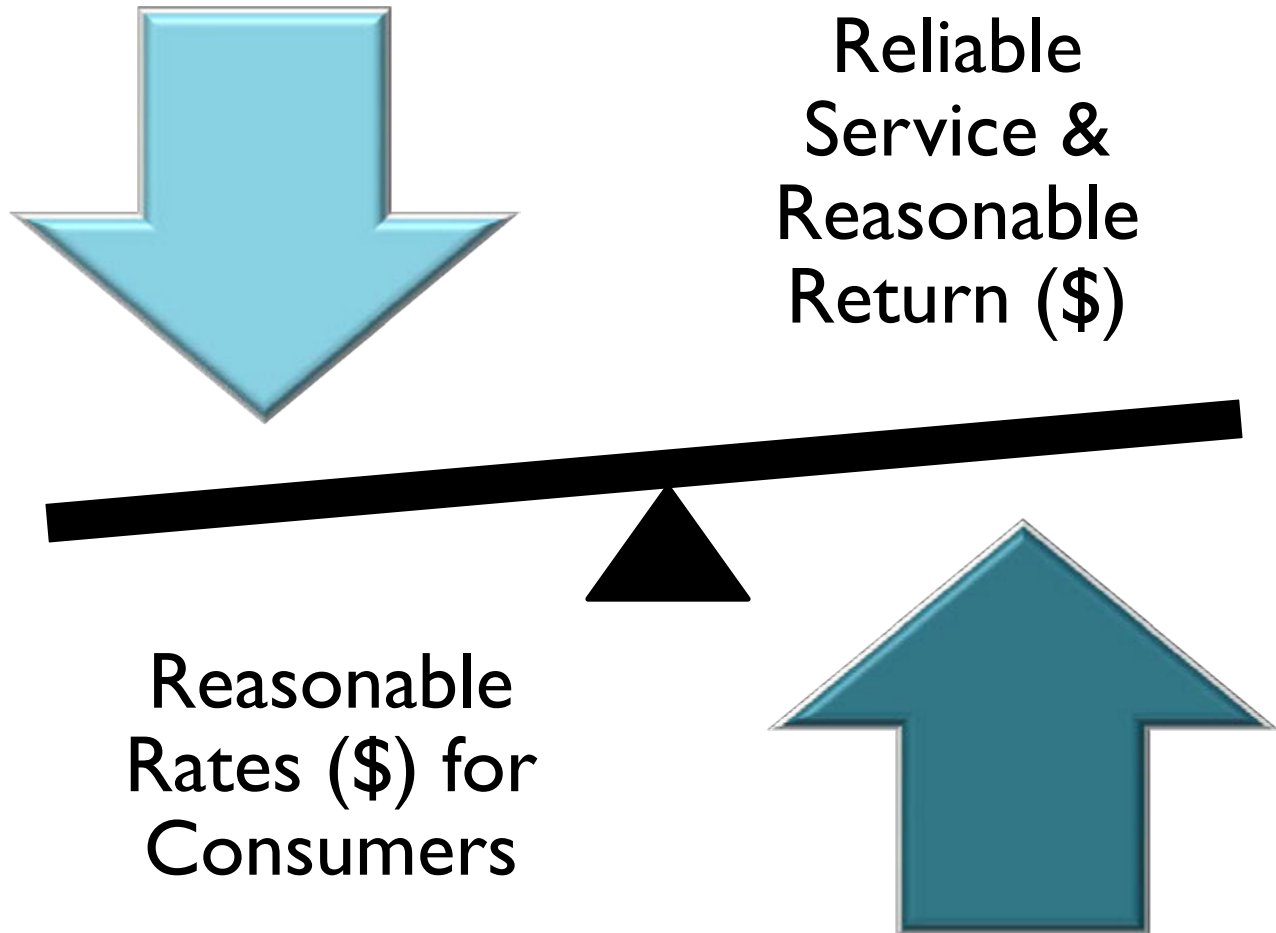 Reliable
Service &
Reasonable
Return ($)
Reasonable
Rates ($) for
Consumers